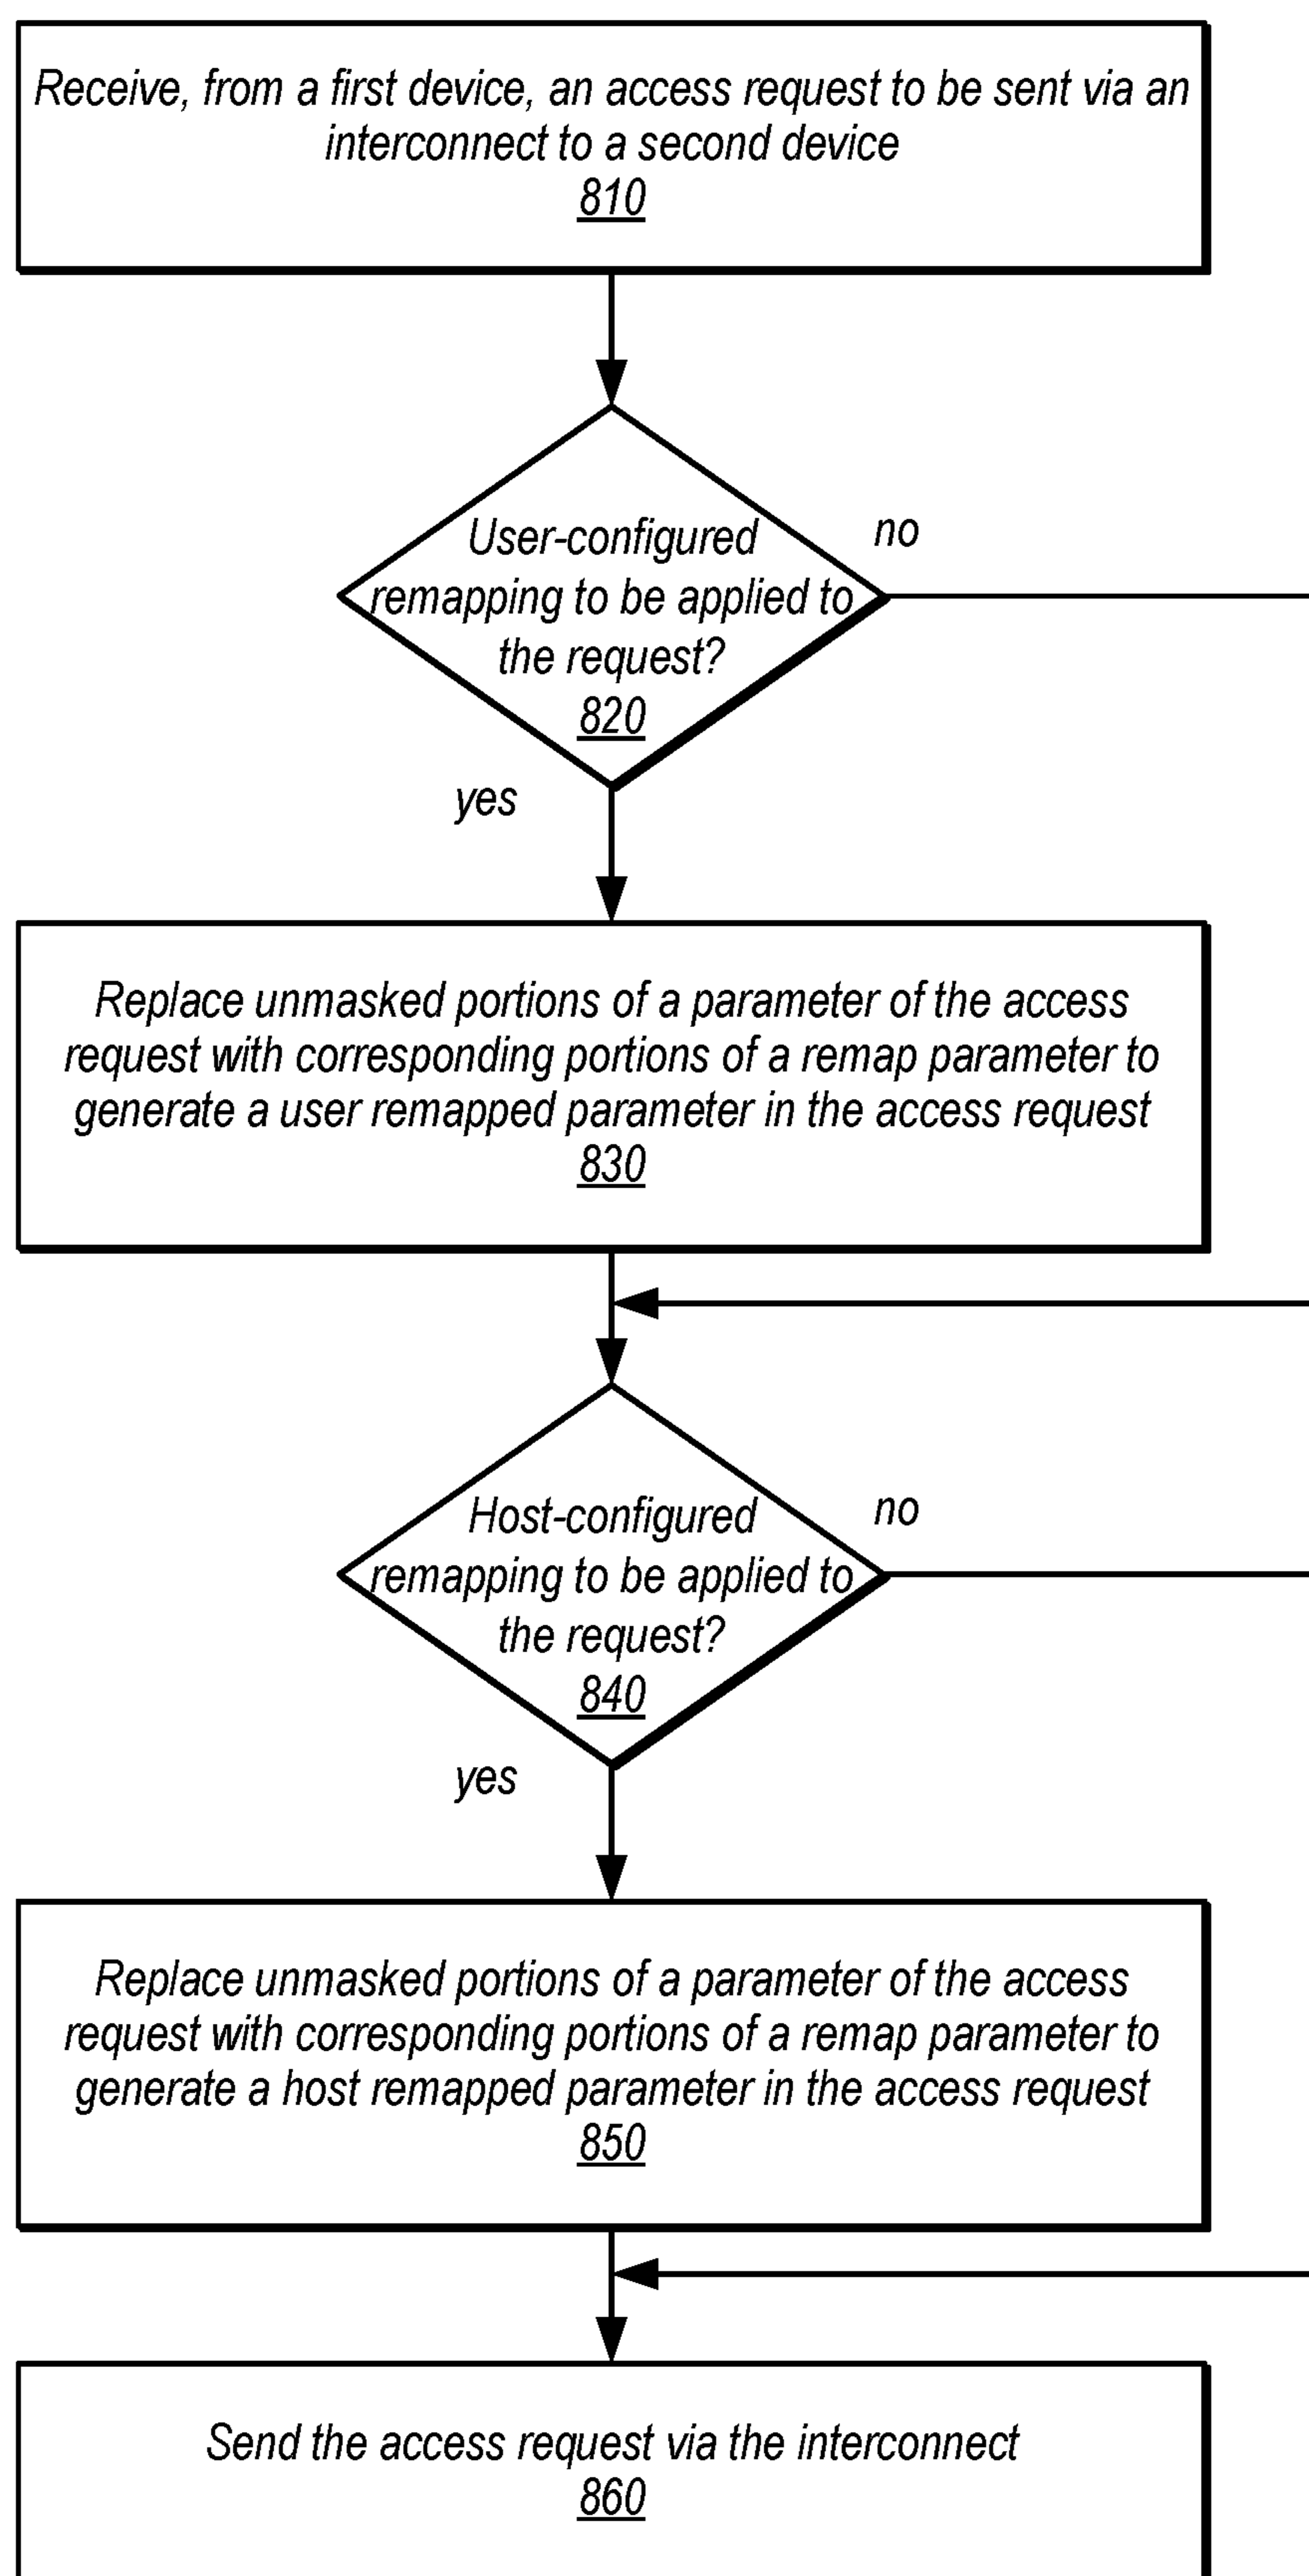 Receive, from a first device, an access request to be sent via an
interconnect to a second device
810
User-configured
remapping to be applied to
the request?
820
no
yes
Replace unmasked portions of a parameter of the access
request with corresponding portions of a remap parameter to
generate a user remapped parameter in the access request
830
Host-configured
remapping to be applied to
the request?
840
no
yes
Replace unmasked portions of a parameter of the access
request with corresponding portions of a remap parameter to
generate a host remapped parameter in the access request
850
Send the access request via the interconnect
860